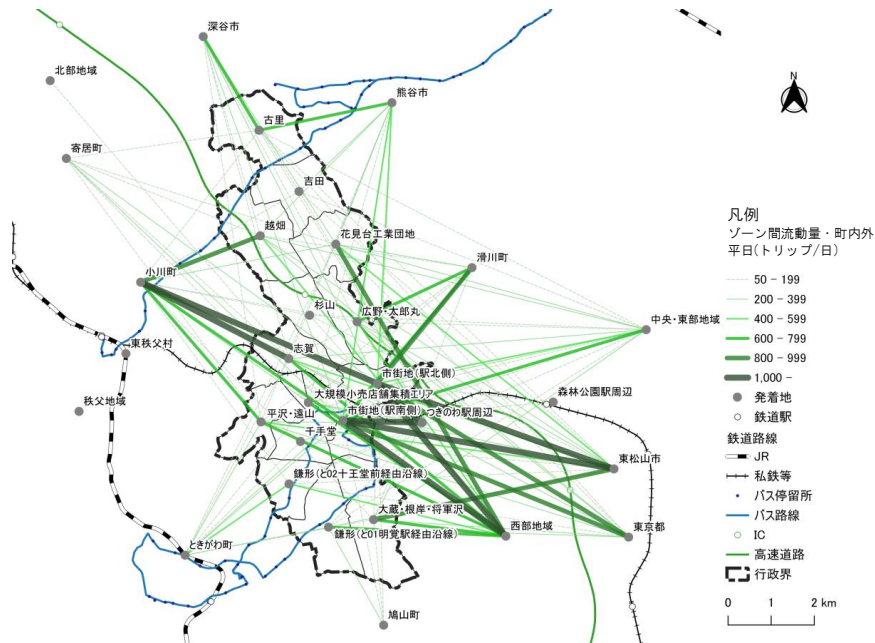 深谷市
北部地域
熊谷市
古里
寄居町
吉田
越畑
花見台工業団地
滑川町
小川町
杉山
広野・太郎丸
中央・東部地域
東秩父村
志賀
市街地(駅北側)
大規模小売店舗集積エリア
森林公園駅周辺
秩父地域
平沢・遠山
市街地(駅南側)
つきのわ駅周辺
千手堂
東松山市
鎌形(と02十王堂前経由沿線)
大蔵・根岸・将軍沢
西部地域
東京都
ときがわ町
鎌形(と01明覚駅経由沿線)
鳩山町
N
凡例
ゾーン間流動量・町内外
平日(トリップ/日)
50 - 199
200 - 399
400 - 599
600 - 799
800 - 999
1,000 -
発着地
鉄道駅
鉄道路線
JR
私鉄等
バス停留所
バス路線
IC
高速道路
行政界
0 1 2 km